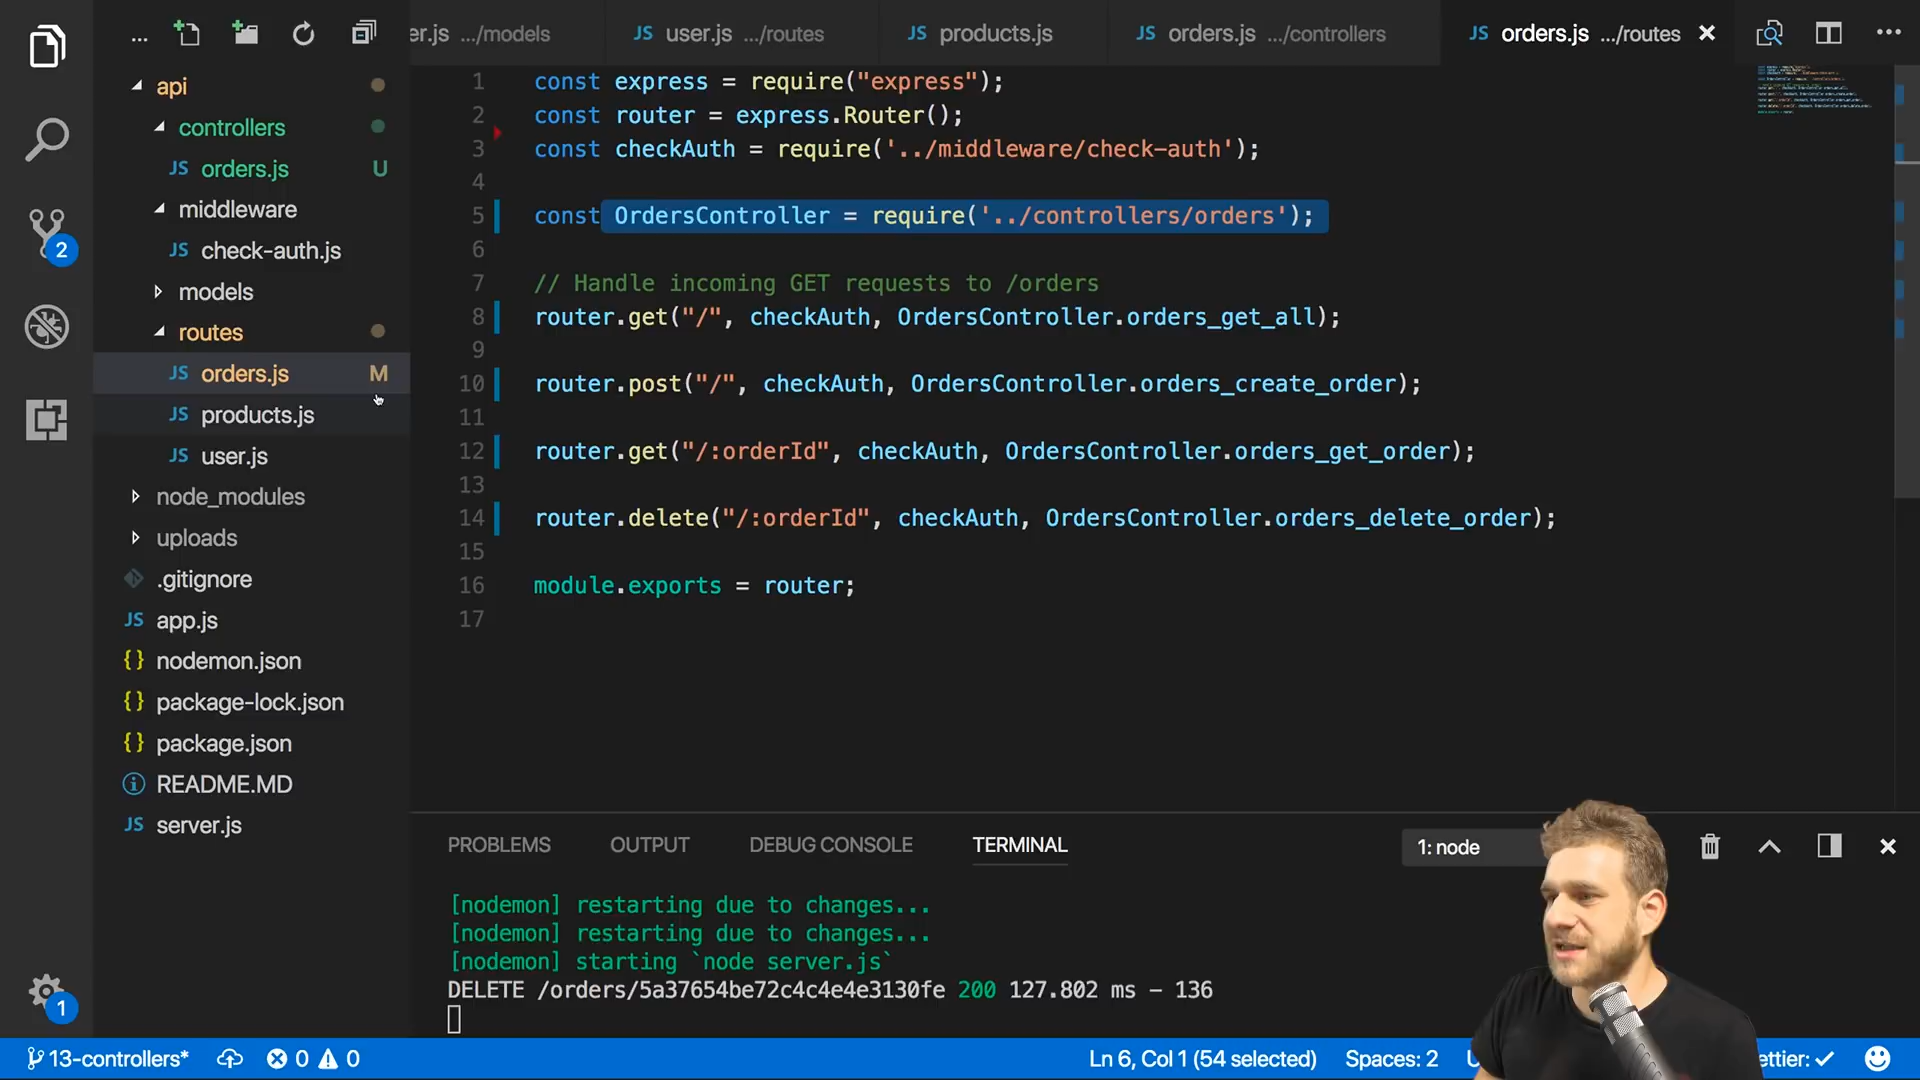 ...
er.js .../models
JS user.js .../routes
JS products.js
JS orders.js .../controllers
JS orders.js .../routes
api
controllers
JS orders.js U
middleware
JS check-auth.js
models
routes
JS orders.js M
JS products.js
JS user.js
node_modules
uploads
.gitignore
JS app.js
{} nodemon.json
{} package-lock.json
{} package.json
README.MD
JS server.js
2
1
1 const express = require("express");
2 const router = express.Router();
3 const checkAuth = require('../middleware/check-auth');
4
5 const OrdersController = require('../controllers/orders');
6
7 // Handle incoming GET requests to /orders
8 router.get("/", checkAuth, OrdersController.orders_get_all);
9
10 router.post("/", checkAuth, OrdersController.orders_create_order);
11
12 router.get("/:orderId", checkAuth, OrdersController.orders_get_order);
13
14 router.delete("/:orderId", checkAuth, OrdersController.orders_delete_order);
15
16 module.exports = router;
17
PROBLEMS OUTPUT DEBUG CONSOLE TERMINAL 1: node
[nodemon] restarting due to changes...
[nodemon] restarting due to changes...
[nodemon] starting `node server.js`
DELETE /orders/5a37654be72c4c4e4e3130fe 200 127.802 ms - 136
13-controllers* 0 0 Ln 6, Col 1 (54 selected) Spaces: 2 ettier: ✓